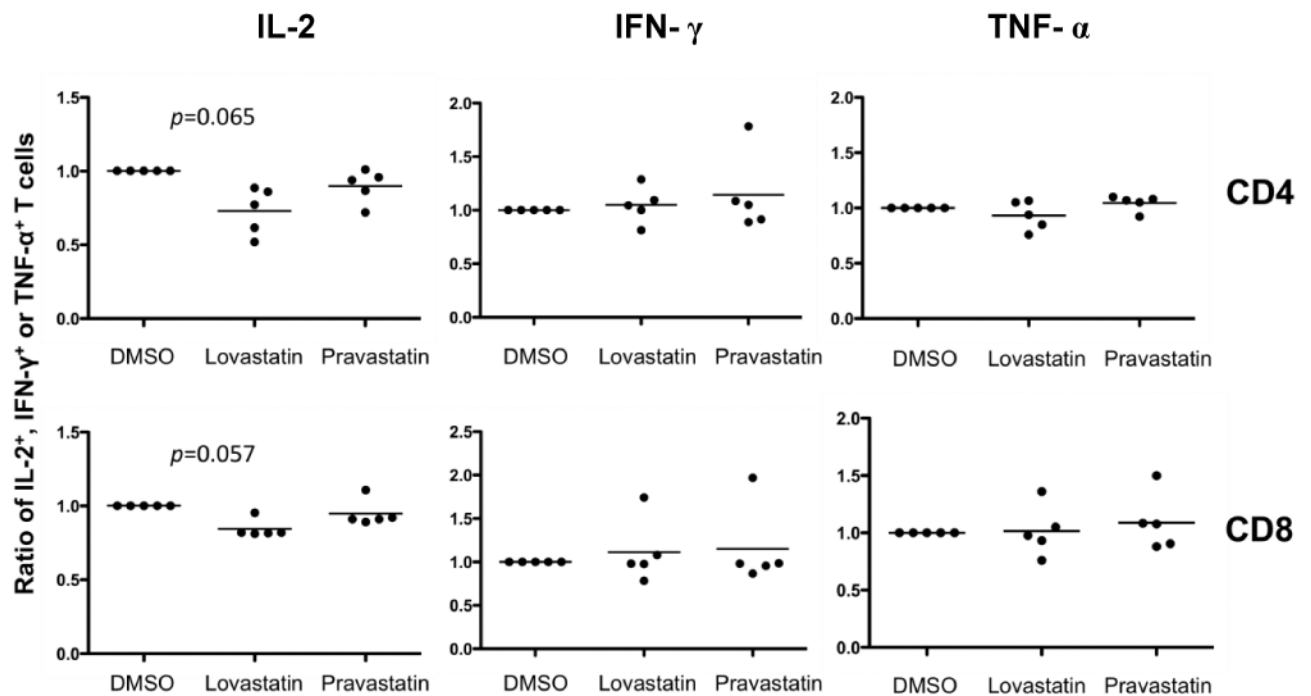 IL-2
IFN- γ
TNF- α
Ratio of IL-2⁺, IFN-γ⁺ or TNF-α⁺ T cells
1.5
1.0
0.5
0.0
p=0.065
DMSO Lovastatin Pravastatin
2.0
1.5
1.0
0.5
0.0
DMSO Lovastatin Pravastatin
2.0
1.5
1.0
0.5
0.0
DMSO Lovastatin Pravastatin
CD4
1.5
1.0
0.5
0.0
p=0.057
DMSO Lovastatin Pravastatin
2.5
2.0
1.5
1.0
0.5
0.0
DMSO Lovastatin Pravastatin
2.0
1.5
1.0
0.5
0.0
DMSO Lovastatin Pravastatin
CD8